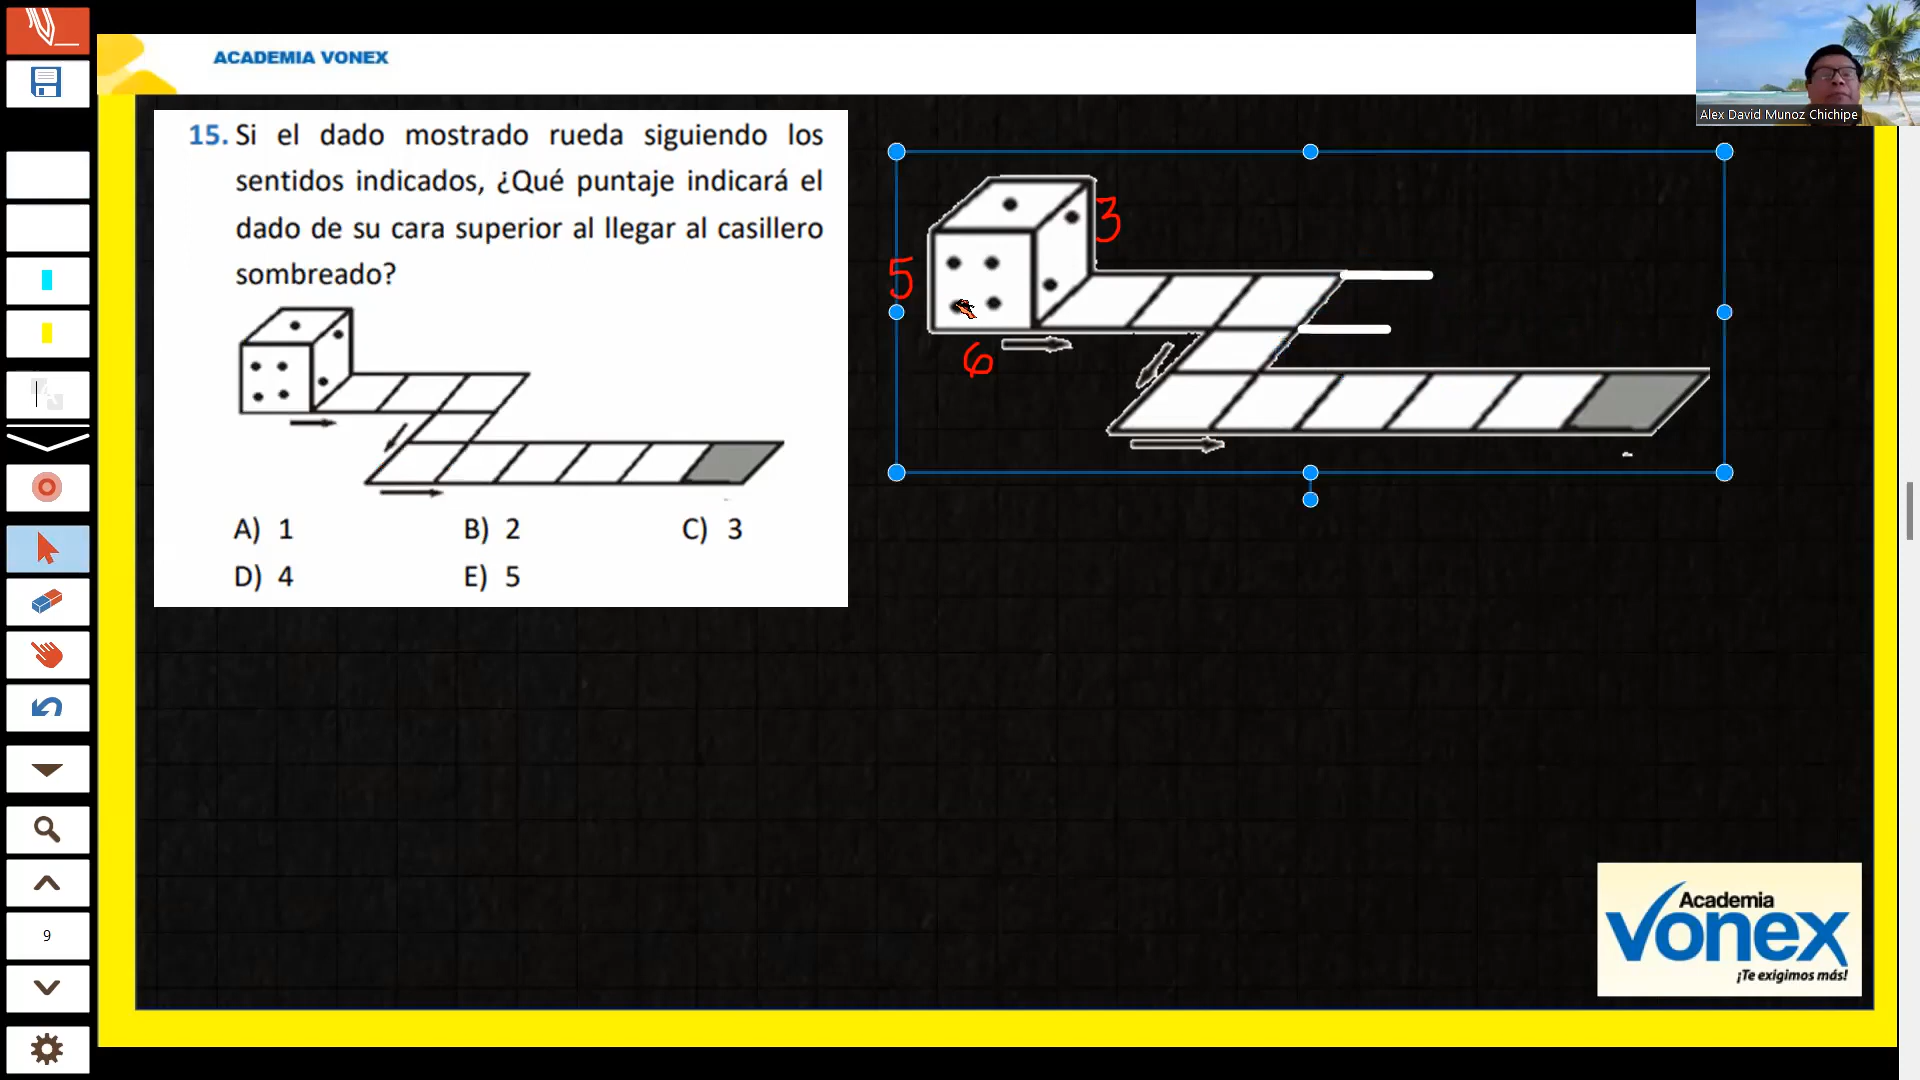 ACADEMIA VONEX
Alex David Munoz Chichipe
15. Si el dado mostrado rueda siguiendo los
sentidos indicados, ¿Qué puntaje indicará el
dado de su cara superior al llegar al casillero
sombreado?
A) 1 B) 2 C) 3
D) 4 E) 5
3
5
6
Academia
vonex
¡Te exigimos más!
9